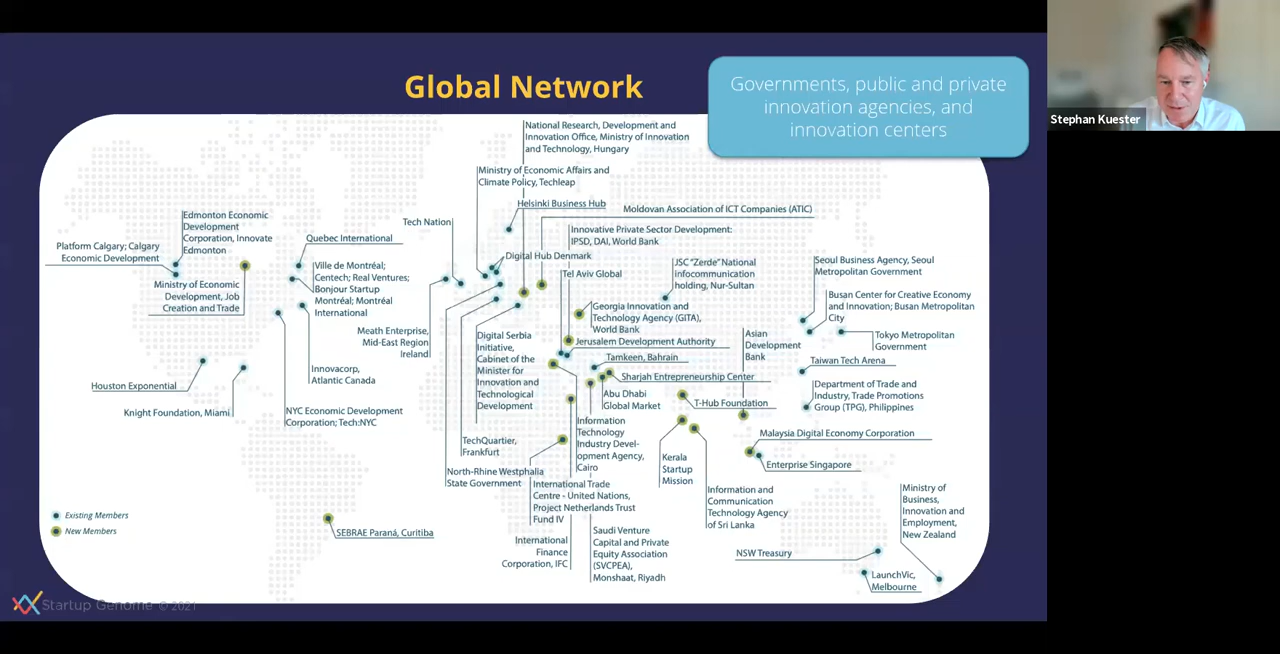 Global Network
Governments, public and private
innovation agencies, and
innovation centers
Stephan Kuester
National Research, Development and
Innovation Office, Ministry of Innovation
and Technology, Hungary
Ministry of Economic Affairs and
Climate Policy, Techleap
Helsinki Business Hub
Moldovan Association of ICT Companies (ATIC)
Tech Nation
Innovative Private Sector Development:
IPSD, DAI, World Bank
Edmonton Economic
Development
Corporation, Innovate
Edmonton
Platform Calgary; Calgary
Economic Development
Quebec International
Ministry of Economic
Development, Job
Creation and Trade
Ville de Montréal;
Centech; Real Ventures;
Bonjour Startup
Montréal; Montréal
International
Digital Hub Denmark
Tel Aviv Global
JSC "Zerde" National
infocommunication
holding, Nur-Sultan
Seoul Business Agency, Seoul
Metropolitan Government
Busan Center for Creative Economy
and Innovation; Busan Metropolitan
City
Georgia Innovation and
Technology Agency (GITA),
World Bank
Meath Enterprise,
Mid-East Region
Ireland
Digital Serbia
Initiative,
Cabinet of the
Minister for
Innovation and
Technological
Development
Jerusalem Development Authority
Asian
Development
Bank
Tokyo Metropolitan
Government
Tamkeen, Bahrain
Taiwan Tech Arena
Sharjah Entrepreneurship Center
Innovacorp,
Atlantic Canada
Houston Exponential
Abu Dhabi
Global Market
T-Hub Foundation
Department of Trade and
Industry, Trade Promotions
Group (TPG), Philippines
Knight Foundation, Miami
NYC Economic Development
Corporation; Tech:NYC
Information
Technology
Industry Devel-
opment Agency,
Cairo
Malaysia Digital Economy Corporation
TechQuartier,
Frankfurt
Kerala
Startup
Mission
Enterprise Singapore
North-Rhine Westphalia
State Government
International Trade
Centre - United Nations,
Project Netherlands Trust
Fund IV
Information and
Communication
Technology Agency
of Sri Lanka
Ministry of
Business,
Innovation and
Employment,
New Zealand
Existing Members
New Members
SEBRAE Paraná, Curitiba
International
Finance
Corporation, IFC
Saudi Venture
Capital and Private
Equity Association
(SVCPEA),
Monshaat, Riyadh
NSW Treasury
LaunchVic,
Melbourne
Startup Genome © 2021